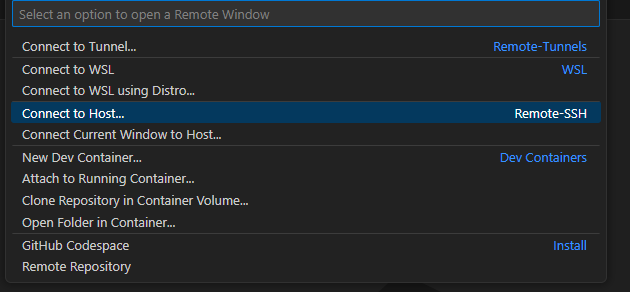 Select an option to open a Remote Window
Connect to Tunnel... Remote-Tunnels
Connect to WSL WSL
Connect to WSL using Distro...
Connect to Host... Remote-SSH
Connect Current Window to Host...
New Dev Container... Dev Containers
Attach to Running Container...
Clone Repository in Container Volume...
Open Folder in Container...
GitHub Codespace Install
Remote Repository